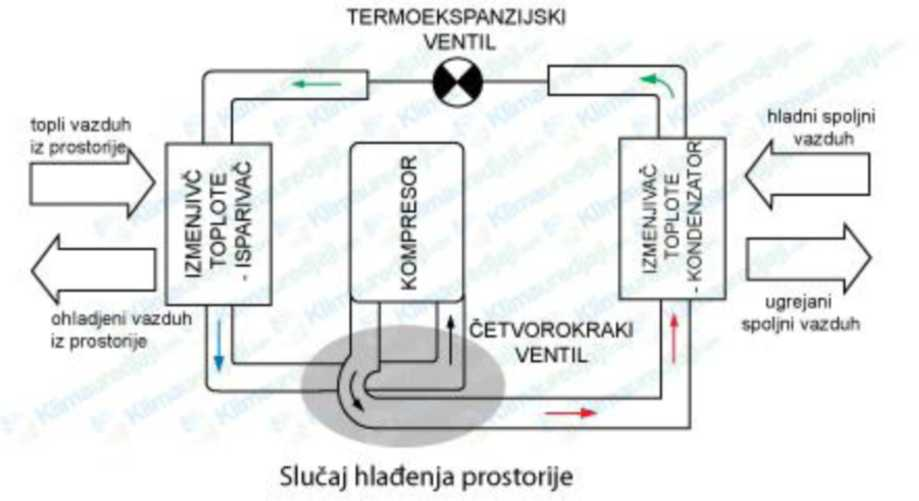 TERMOEKSPANZIJSKI
VENTIL
topli vazduh
iz prostorije
hladni spoljni
vazduh
IZMENJIVČ
TOPLOTE
- ISPARIVAČ
KOMPRESOR
IZMENJIVAČ
TOPLOTE
- KONDENZATOR
ohladjeni vazduh
iz prostorije
ČETVOROKRAKI
VENTIL
ugrejani
spoljni vazduh
Slučaj hlađenja prostorije